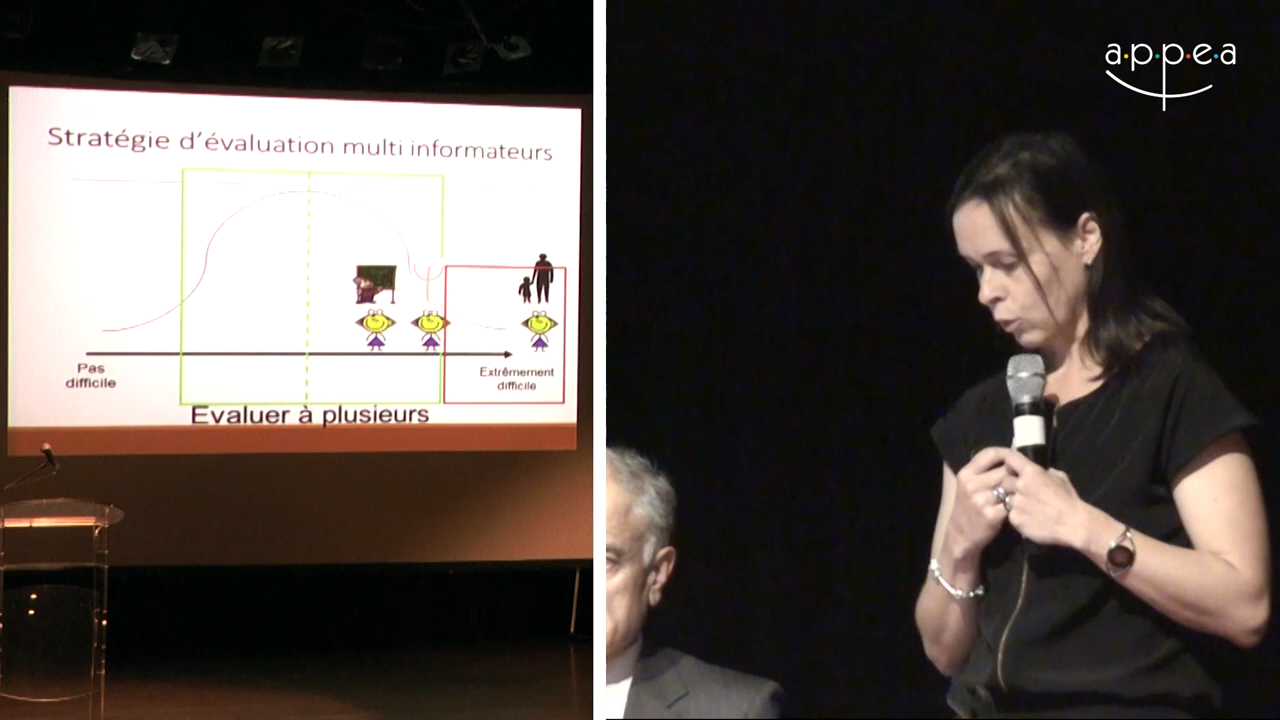 Stratégie d'évaluation multi informateurs
Pas
difficile
Extrêmement
difficile
Evaluer à plusieurs
a·p·p·e·a